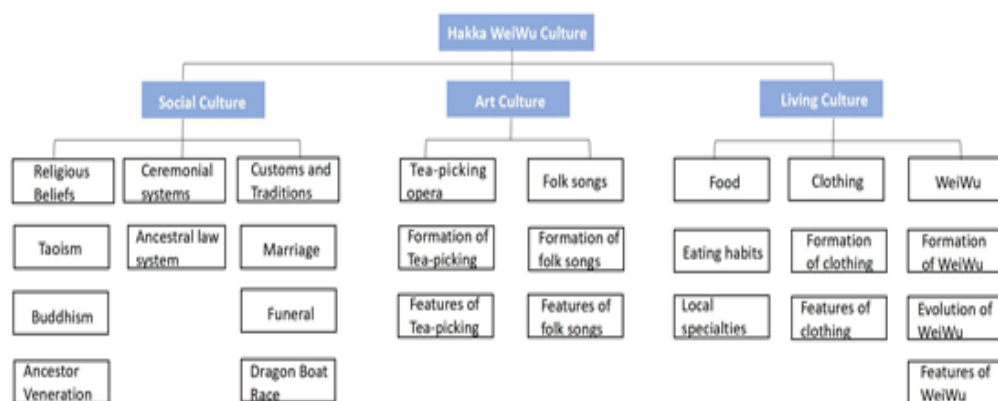 Hakka WeiWu Culture
Social Culture
Art Culture
Living Culture
Religious
Beliefs
Ceremonial
systems
Customs and
Traditions
Tea-picking
opera
Folk songs
Food
Clothing
WeiWu
Taoism
Ancestral law
system
Marriage
Formation of
Tea-picking
Formation of
folk songs
Eating habits
Formation
of clothing
Formation
of WeiWu
Buddhism
Funeral
Features of
Tea-picking
Features of
folk songs
Local
specialties
Features of
clothing
Evolution of
WeiWu
Ancestor
Veneration
Dragon Boat
Race
Features of
WeiWu